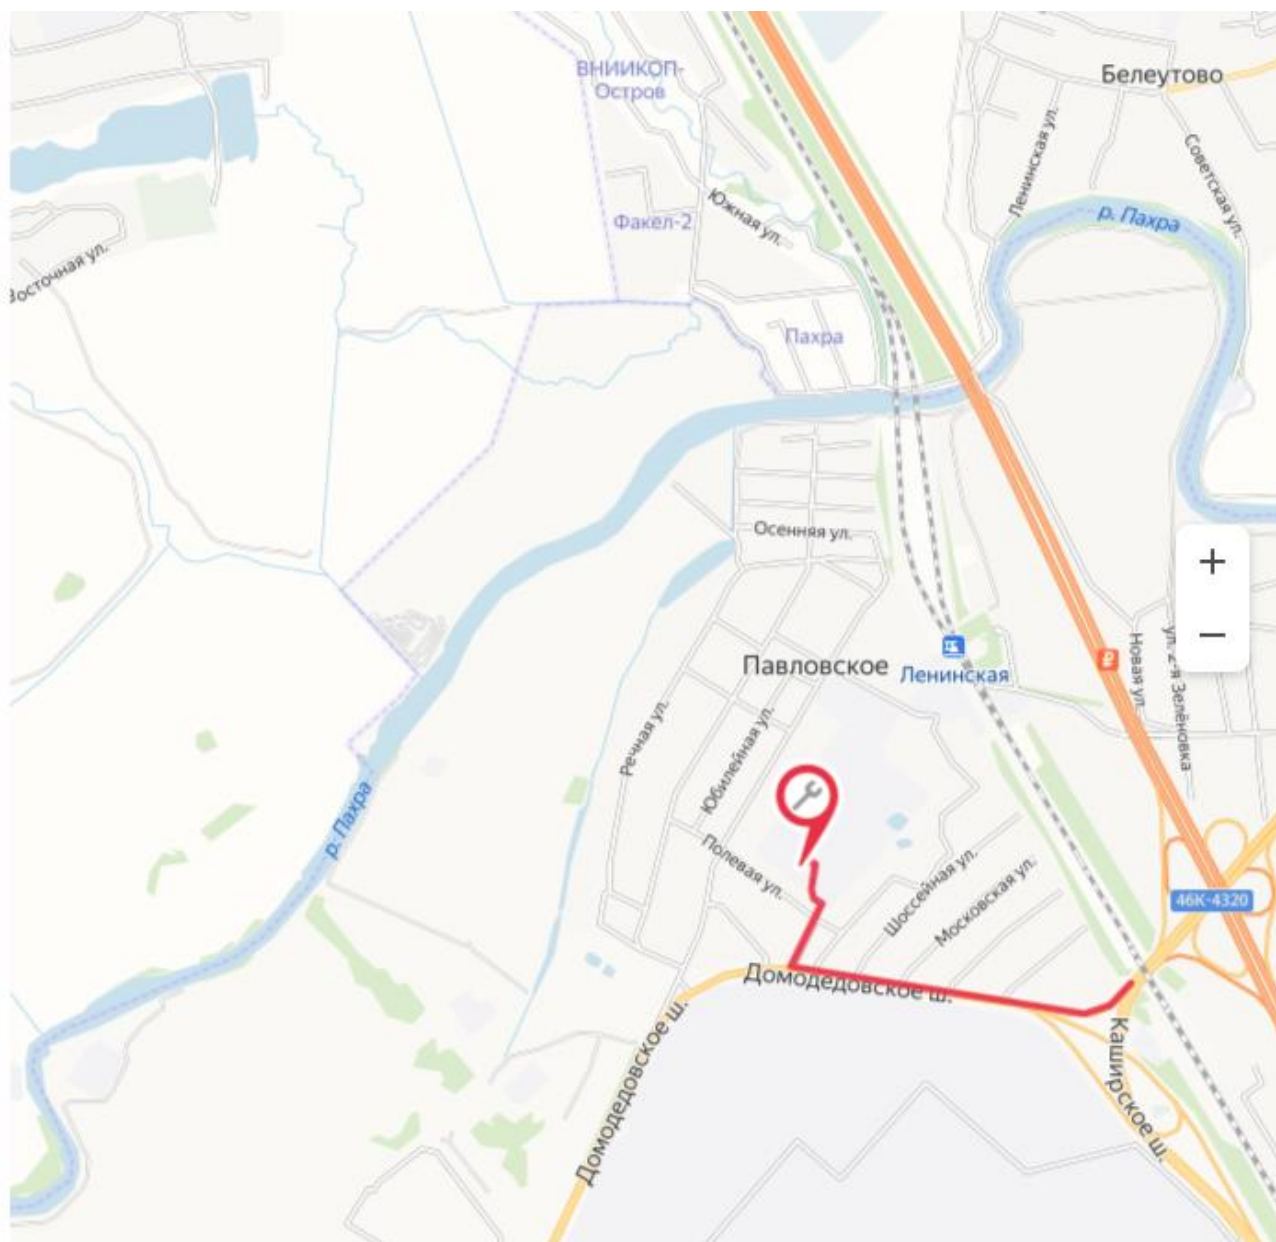 ВНИИКОП-
Остров
Белеутово
Ленинская ул.
Советская ул.
р. Пахра
Южная ул.
Факел-2
Восточная ул.
Пахра
Осенняя ул.
+
−
Павловское
Ленинская
₽
Новая ул.
ул. 2-я Зелёновка
Речная ул.
Юбилейная ул.
р. Пахра
Полевая ул.
Шоссейная ул.
Московская ул.
46К-4320
Домодедовское ш.
Домодедовское ш.
Каширское ш.